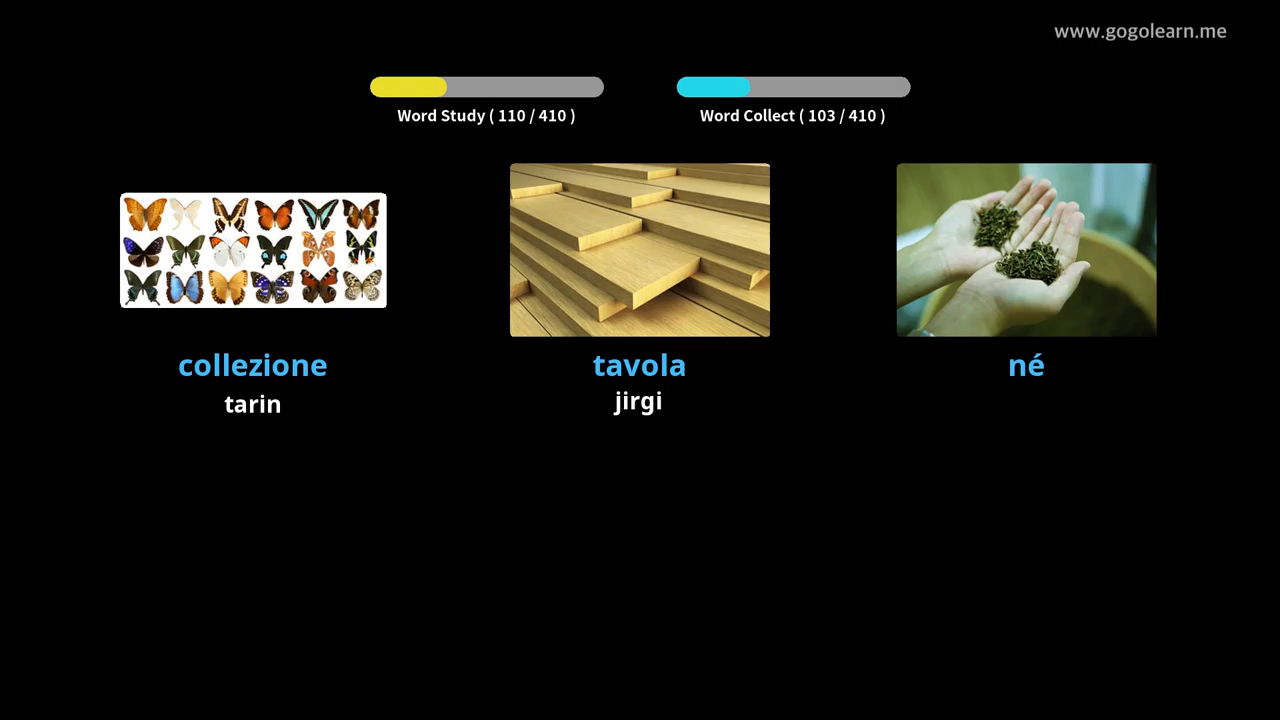 www.gogolearn.me
Word Study ( 110 / 410 )
Word Collect ( 103 / 410 )
collezione
tarin
tavola
jirgi
né